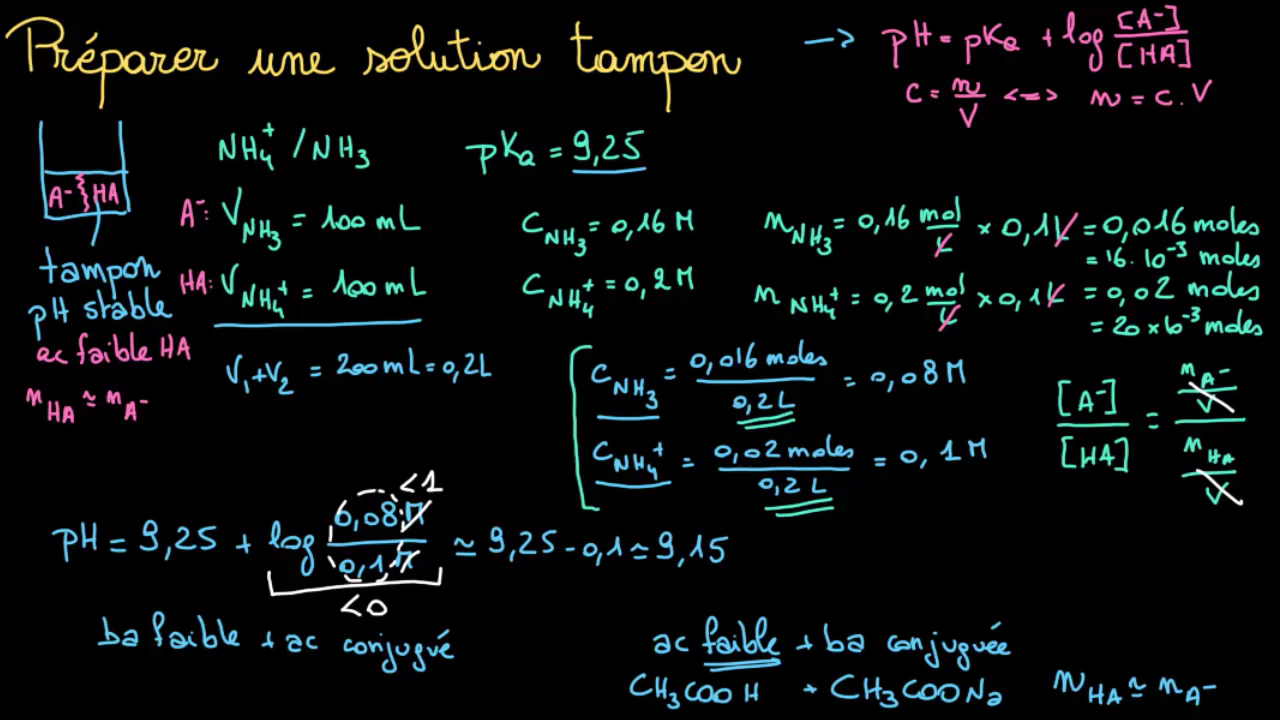 Préparer une solution tampon
→ pH = pKa + log [A⁻]/[HA]
c = n/V <=> n = c.V
NH₄⁺ / NH₃ pKa = 9,25
A⁻ HA
A⁻: V NH₃ = 100 mL C NH₃ = 0,16 M n NH₃ = 0,16 mol/L × 0,1 L = 0,016 moles
= 16. 10⁻³ moles
HA: V NH₄⁺ = 100 mL C NH₄⁺ = 0,2 M n NH₄⁺ = 0,2 mol/L × 0,1 L = 0,02 moles
= 20 × 10⁻³ moles
tampon
pH stable
ac faible HA
n HA ≃ n A⁻
V₁ + V₂ = 200 mL = 0,2 L
C NH₃ = 0,016 moles / 0,2 L = 0,08 M
C NH₄⁺ = 0,02 moles / 0,2 L = 0,1 M
[A⁻]/[HA] = (n A⁻ / V) / (n HA / V)
<1
pH = 9,25 + log 0,08 M / 0,1 M ≃ 9,25 - 0,1 ≃ 9,15
<0
ba faible + ac conjugué
ac faible + ba conjuguée
CH₃COOH + CH₃COONa n HA ≃ n A⁻